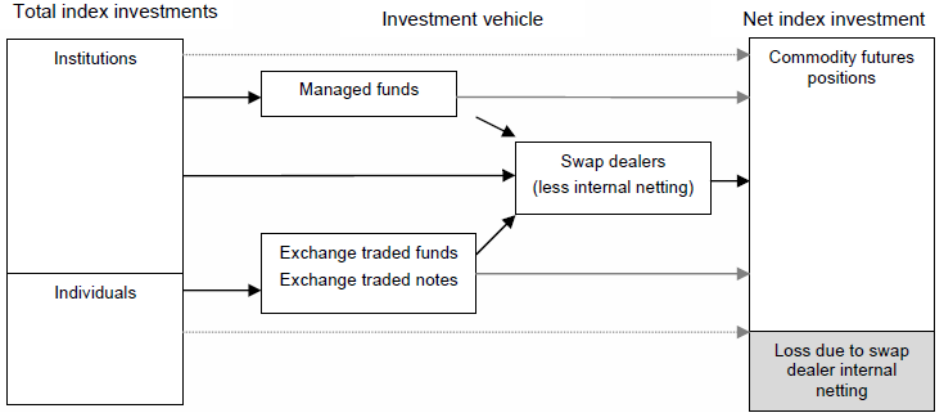 Total index investments
Investment vehicle
Net index investment
Institutions
Commodity futures
positions
Managed funds
Swap dealers
(less internal netting)
Exchange traded funds
Exchange traded notes
Individuals
Loss due to swap
dealer internal
netting